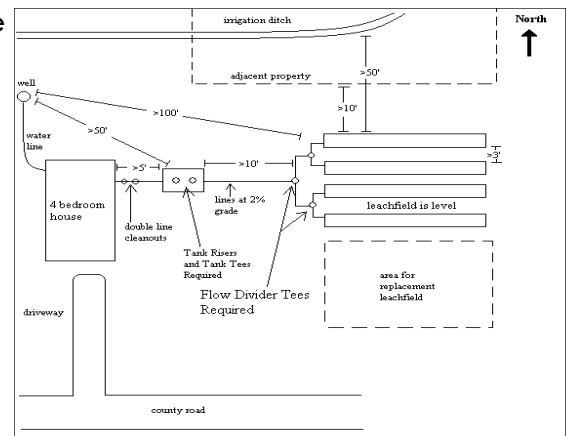 e
irrigation ditch
North
adjacent property
>50'
well
>100'
>10'
>50'
water
line
>5'
>10'
>3'
4 bedroom
house
double line
cleanouts
lines at 2%
grade
leachfield is level
Tank Risers
and Tank Tees
Required
Flow Divider Tees
Required
area for
replacement
leachfield
driveway
county road